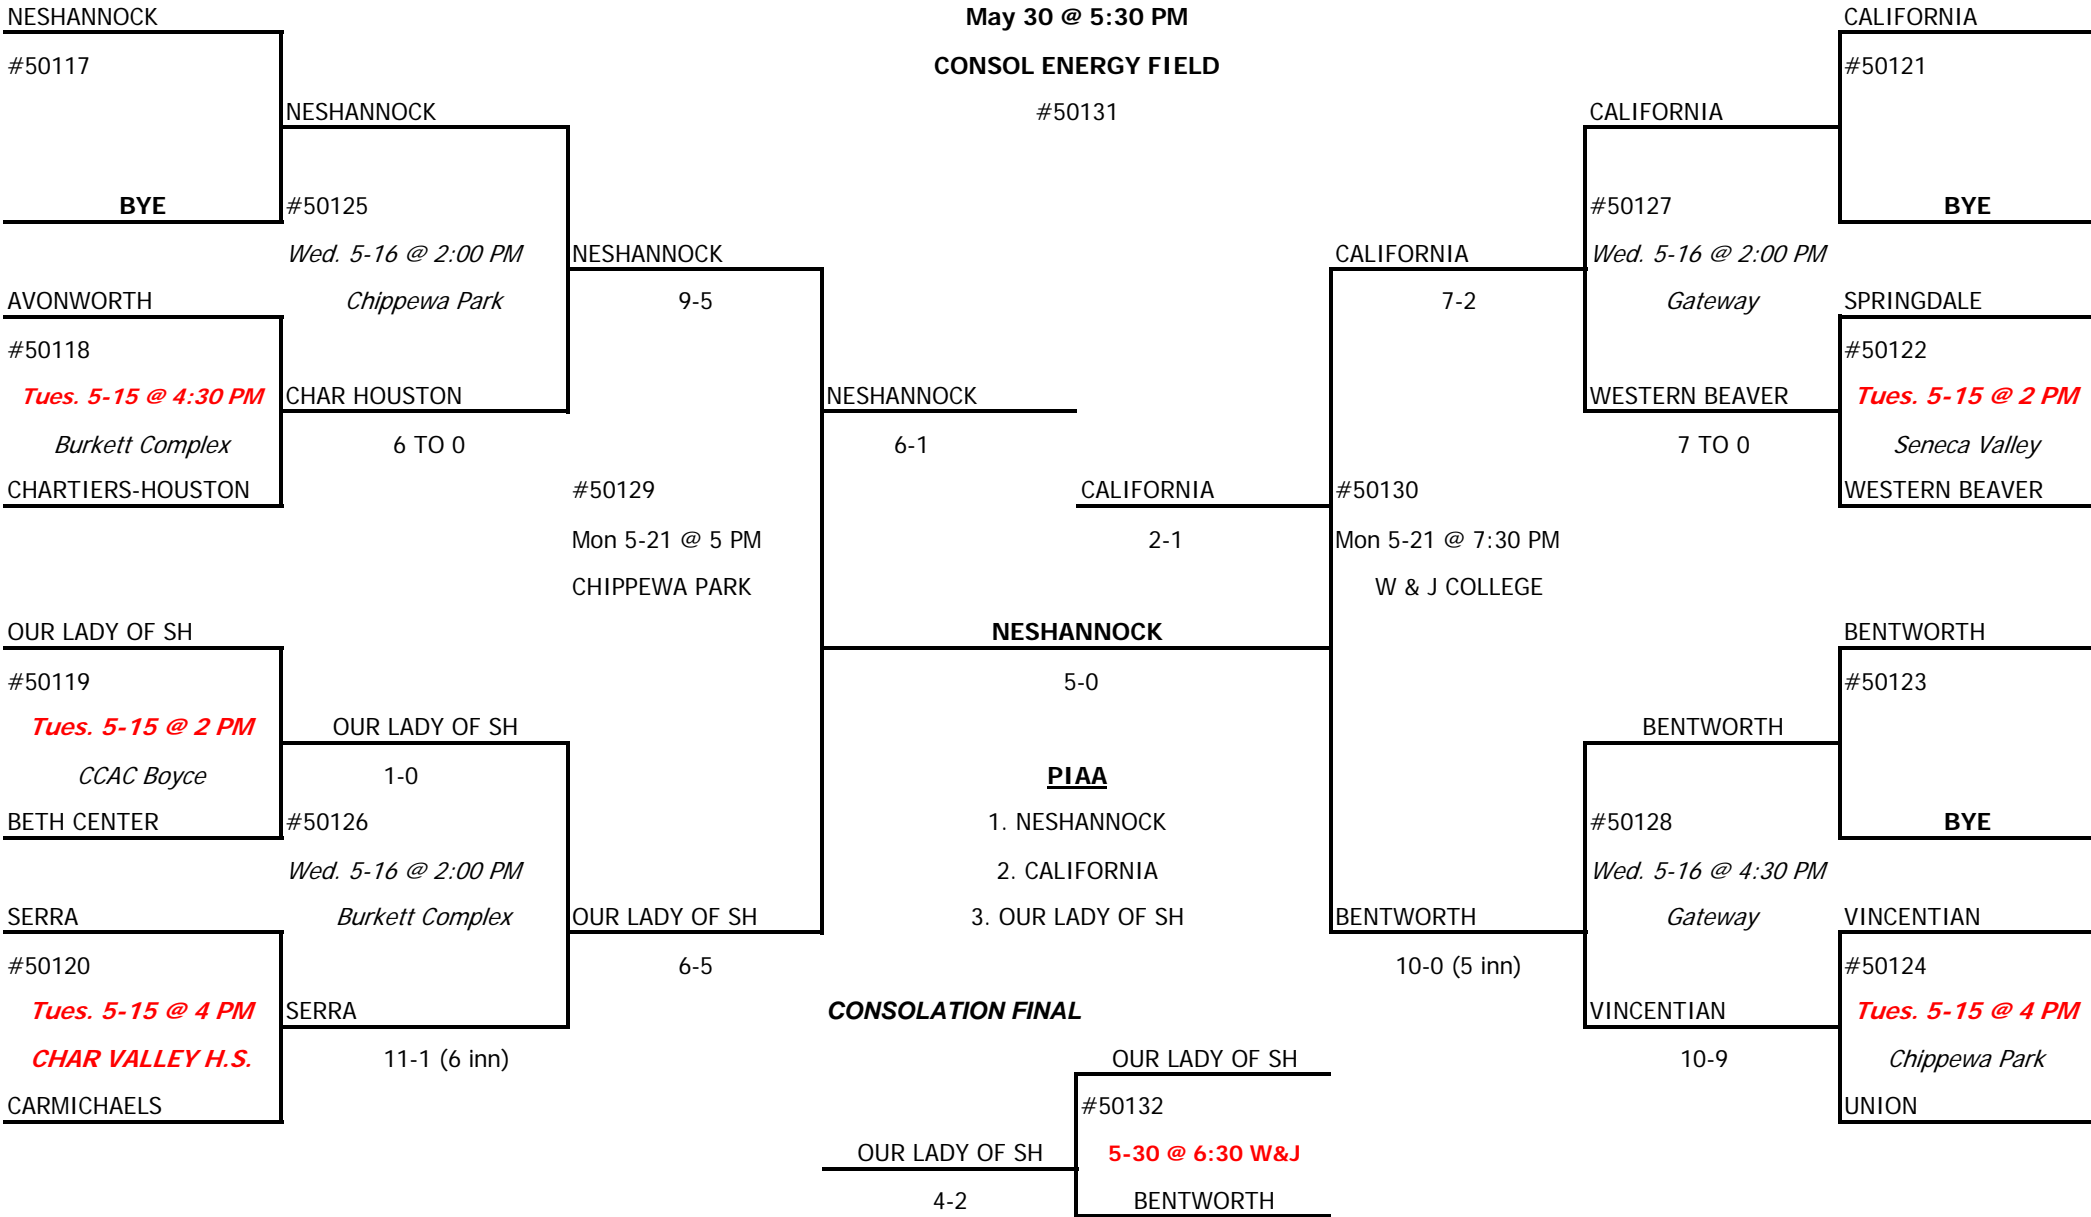 NESHANNOCK
May 30 @ 5:30 PM
CALIFORNIA
#50117
CONSOL ENERGY FIELD
#50121
NESHANNOCK
#50131
CALIFORNIA
BYE
#50125
#50127
BYE
Wed. 5-16 @ 2:00 PM
NESHANNOCK
CALIFORNIA
Wed. 5-16 @ 2:00 PM
AVONWORTH
Chippewa Park
9-5
7-2
Gateway
SPRINGDALE
#50118
#50122
Tues. 5-15 @ 4:30 PM
CHAR HOUSTON
NESHANNOCK
WESTERN BEAVER
Tues. 5-15 @ 2 PM
Burkett Complex
6 TO 0
6-1
7 TO 0
Seneca Valley
CHARTIERS-HOUSTON
#50129
CALIFORNIA
#50130
WESTERN BEAVER
Mon 5-21 @ 5 PM
2-1
Mon 5-21 @ 7:30 PM
CHIPPEWA PARK
W & J COLLEGE
OUR LADY OF SH
NESHANNOCK
BENTWORTH
#50119
5-0
#50123
Tues. 5-15 @ 2 PM
OUR LADY OF SH
BENTWORTH
CCAC Boyce
1-0
PIAA
BETH CENTER
#50126
1. NESHANNOCK
#50128
BYE
Wed. 5-16 @ 2:00 PM
2. CALIFORNIA
Wed. 5-16 @ 4:30 PM
SERRA
Burkett Complex
OUR LADY OF SH
3. OUR LADY OF SH
BENTWORTH
Gateway
VINCENTIAN
#50120
6-5
10-0 (5 inn)
#50124
Tues. 5-15 @ 4 PM
SERRA
CONSOLATION FINAL
VINCENTIAN
Tues. 5-15 @ 4 PM
CHAR VALLEY H.S.
11-1 (6 inn)
OUR LADY OF SH
10-9
Chippewa Park
CARMICHAELS
#50132
UNION
OUR LADY OF SH
5-30 @ 6:30 W&J
4-2
BENTWORTH